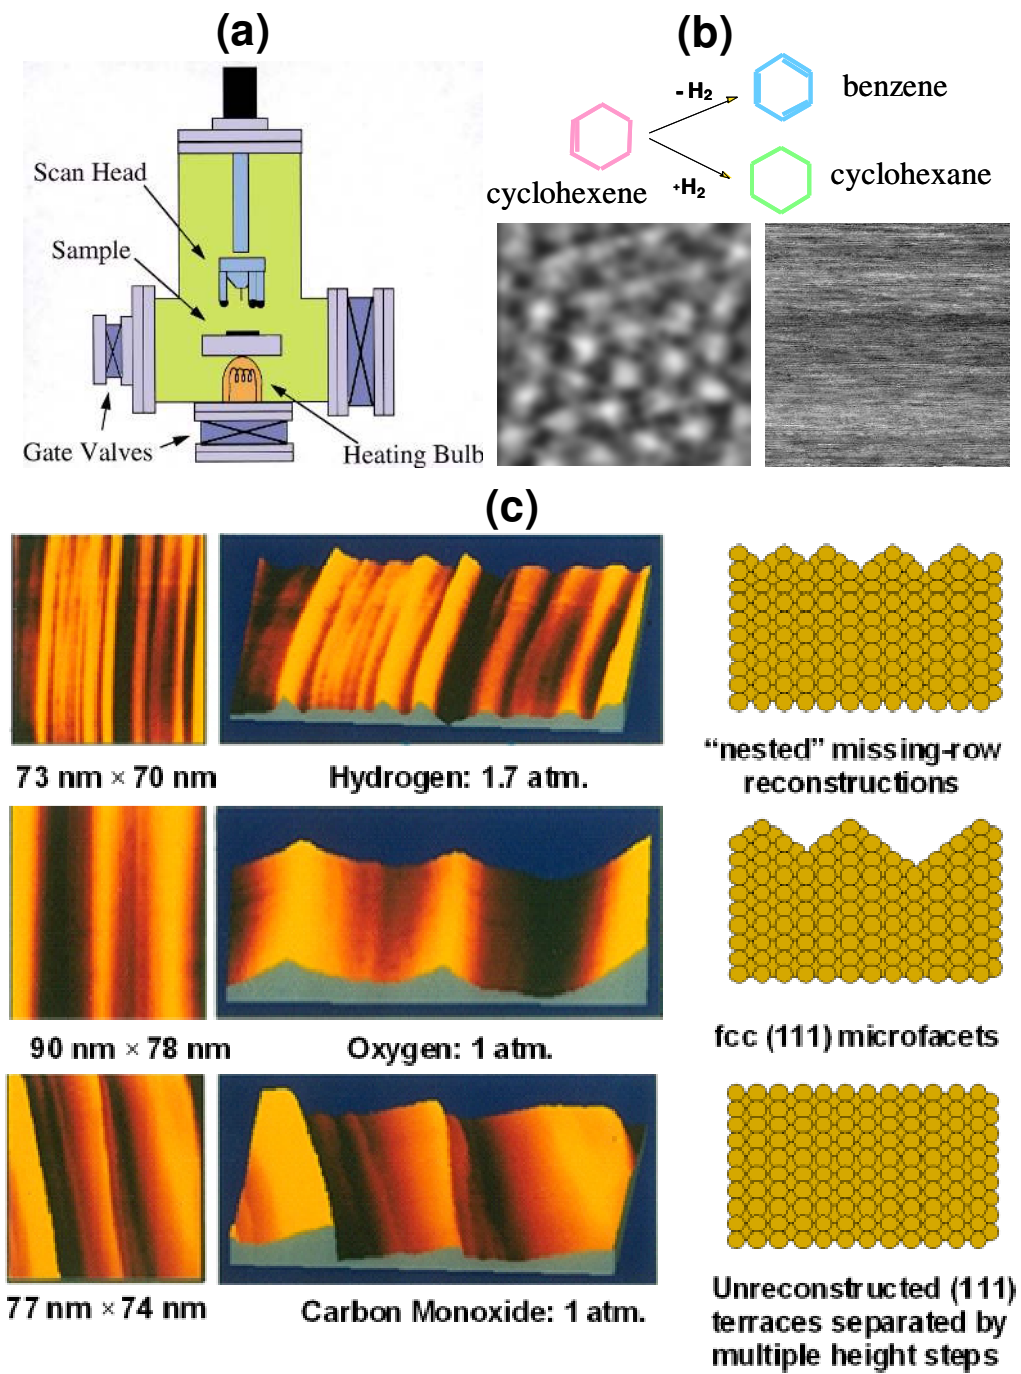 (a)
Scan Head
Sample
Gate Valves
Heating Bulb
(b)
- H2
benzene
cyclohexene
+H2
cyclohexane
(c)
73 nm × 70 nm
Hydrogen: 1.7 atm.
“nested” missing-row
reconstructions
90 nm × 78 nm
Oxygen: 1 atm.
fcc (111) microfacets
77 nm × 74 nm
Carbon Monoxide: 1 atm.
Unreconstructed (111)
terraces separated by
multiple height steps